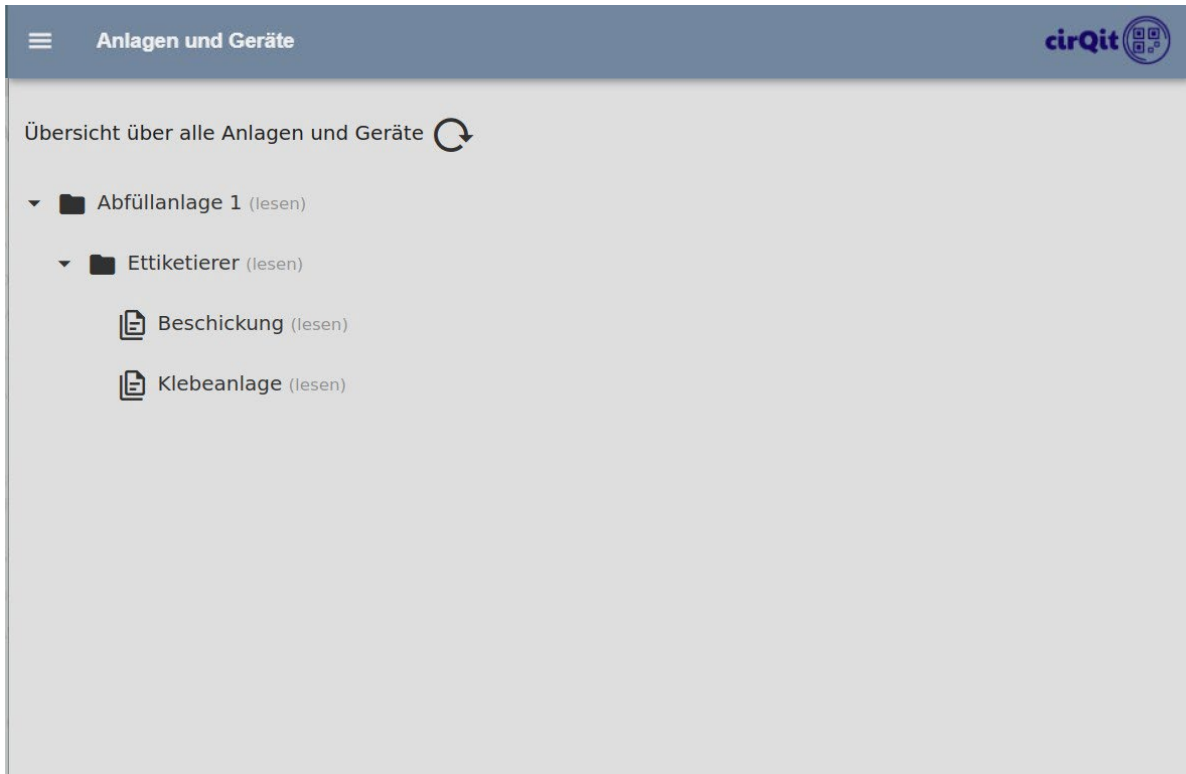 Anlagen und Geräte
cirQit
Übersicht über alle Anlagen und Geräte
Abfüllanlage 1 (lesen)
Ettiketierer (lesen)
Beschickung (lesen)
Klebeanlage (lesen)